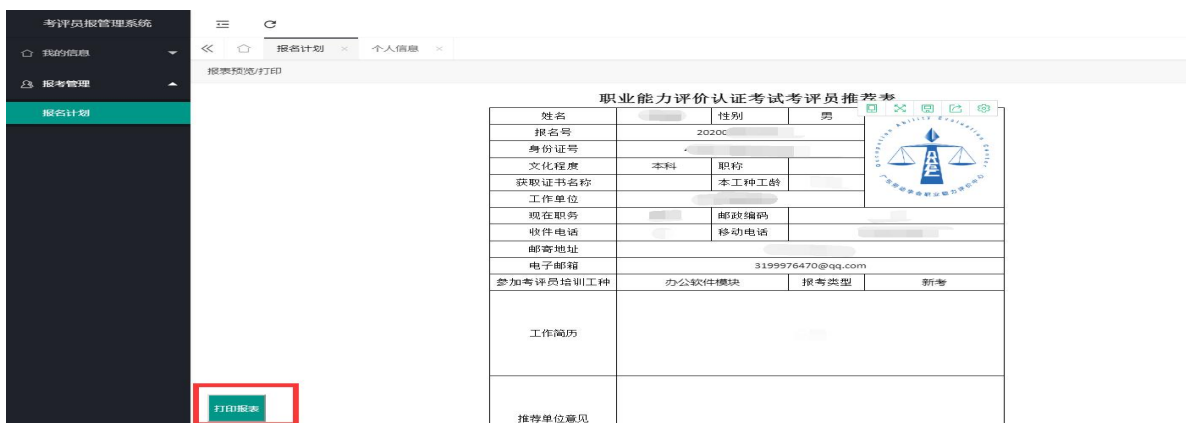 考评员报管理系统
我的信息
报名计划 × 个人信息 ×
报考管理
报表预览/打印
报名计划
职业能力评价认证考试考评员推荐表
姓名 性别 男
报名号 2020
身份证号
文化程度 本科 职称
获取证书名称 本工种工龄
工作单位
现在职务 邮政编码
收件电话 移动电话
邮寄地址
电子邮箱 3199976470@qq.com
参加考评员培训工种 办公软件模块 报考类型 新考
工作简历
打印报表
推荐单位意见